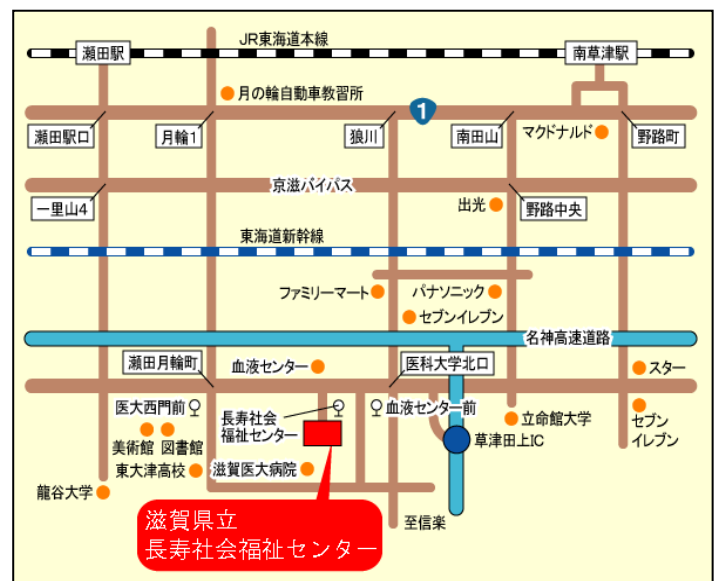 JR東海道本線
瀬田駅
南草津駅
月の輪自動車教習所
1
瀬田駅口
月輪1
狼川
南田山
マクドナルド
野路町
京滋バイパス
一里山4
出光
野路中央
東海道新幹線
ファミリーマート
パナソニック
セブンイレブン
名神高速道路
瀬田月輪町
血液センター
医科大学北口
スター
医大西門前
長寿社会
福祉センター
血液センター前
立命館大学
セブン
イレブン
美術館
図書館
草津田上IC
東大津高校
滋賀医大病院
龍谷大学
滋賀県立
長寿社会福祉センター
至信楽